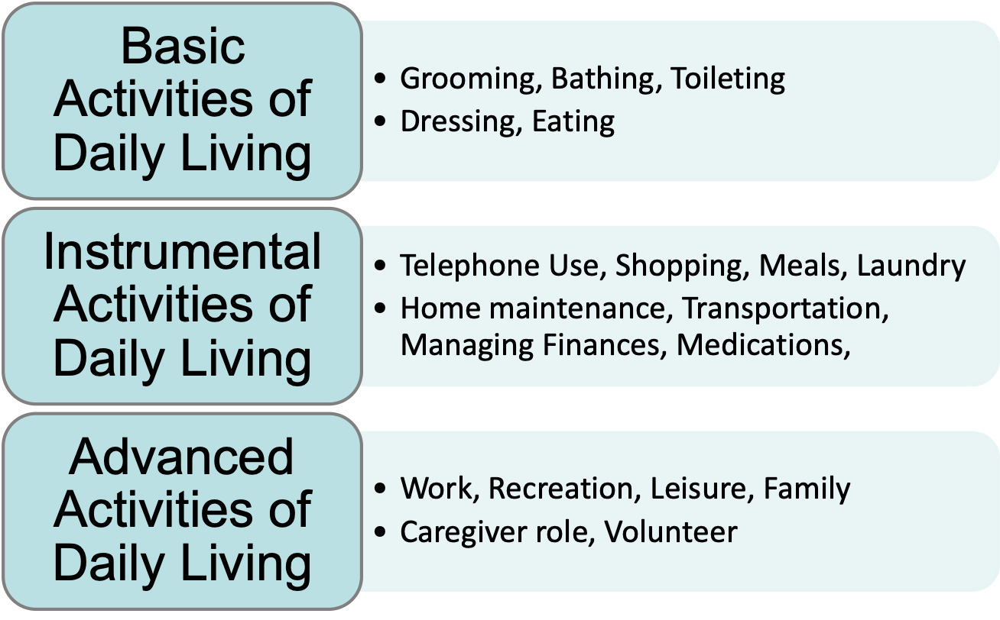 Basic
Activities of
Daily Living
• Grooming, Bathing, Toileting
• Dressing, Eating
Instrumental
Activities of
Daily Living
• Telephone Use, Shopping, Meals, Laundry
• Home maintenance, Transportation,
Managing Finances, Medications,
Advanced
Activities of
Daily Living
• Work, Recreation, Leisure, Family
• Caregiver role, Volunteer